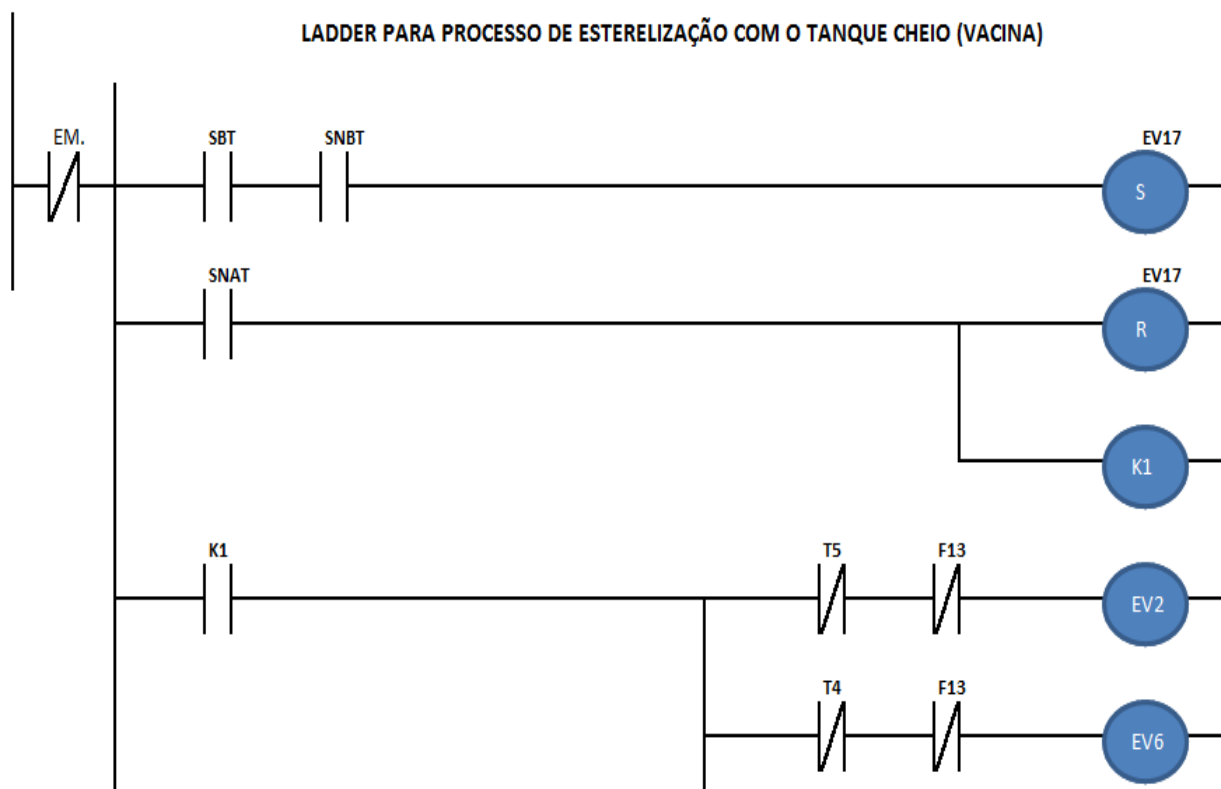 LADDER PARA PROCESSO DE ESTERELIZAÇÃO COM O TANQUE CHEIO (VACINA)
EM. SBT SNBT EV17
S
SNAT EV17
R
K1
K1 T5 F13
EV2
T4 F13
EV6